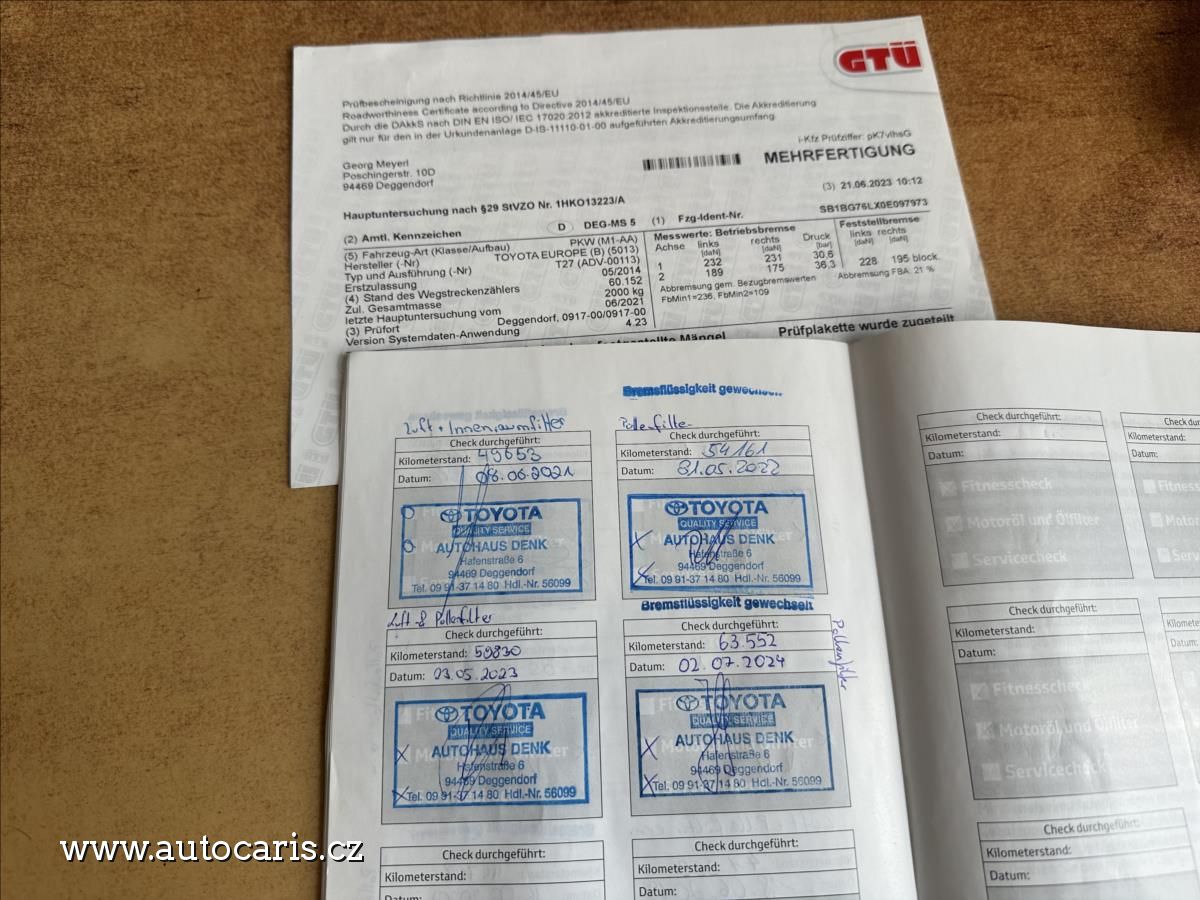 GTÜ
Prüfbescheinigung nach Richtlinie 2014/45/EU
Roadworthiness Certificate according to Directive 2014/45/EU
Durch die DAkkS nach DIN EN ISO/ IEC 17020:2012 akkreditierte Inspektionsstelle. Die Akkreditierung
gilt nur für den in der Urkundenanlage D-IS-11110-01-00 aufgeführten Akkreditierungsumfang.
i-Kfz Prüfziffer: pK7vIhsG
MEHRFERTIGUNG
Georg Meyerl
Poschingerstr. 10D
94469 Deggendorf
(3) 21.06.2023 10:12
Hauptuntersuchung nach §29 StVZO Nr. 1HKO13223/A
(2) Amtl. Kennzeichen D DEG-MS 5 (1) Fzg-Ident-Nr. SB1BG76LX0E097973
(5) Fahrzeug-Art (Klasse/Aufbau) PKW (M1-AA)
Hersteller (-Nr) TOYOTA EUROPE (B) (5013)
Typ und Ausführung (-Nr) T27 (ADV-00113)
Erstzulassung 05/2014
(4) Stand des Wegstreckenzählers 60.152
Zul. Gesamtmasse 2000 kg
letzte Hauptuntersuchung vom 06/2021
(3) Prüfort Deggendorf, 0917-00/0917-00
Version Systemdaten-Anwendung 4.23
Messwerte: Betriebsbremse Feststellbremse
Achse links rechts Druck links rechts
[daN] [daN] [bar] [daN] [daN]
1 232 231 30,6
2 189 175 36,3 228 195 block.
Abbremsung gem. Bezugbremswerten Abbremsung FBA: 21 %
FbMin1=236, FbMin2=109
festgestellte Mängel Prüfplakette wurde zugeteilt
Luft + Innenraumfilter
Check durchgeführt:
Kilometerstand: 49653
Datum: 08.06.2021
TOYOTA
QUALITY SERVICE
AUTOHAUS DENK
Hafenstraße 6
94469 Deggendorf
Tel. 09 91-37 14 80 Hdl.-Nr. 56099
Bremsflüssigkeit gewechselt
Pollenfilter
Check durchgeführt:
Kilometerstand: 54161
Datum: 31.05.2022
TOYOTA
QUALITY SERVICE
AUTOHAUS DENK
Hafenstraße 6
94469 Deggendorf
Tel. 09 91-37 14 80 Hdl.-Nr. 56099
Luft & Pollenfilter
Check durchgeführt:
Kilometerstand: 59830
Datum: 03.05.2023
TOYOTA
QUALITY SERVICE
AUTOHAUS DENK
Hafenstraße 6
94469 Deggendorf
Tel. 09 91-37 14 80 Hdl.-Nr. 56099
Bremsflüssigkeit gewechselt
Check durchgeführt:
Kilometerstand: 63.552
Datum: 02.07.2024
Pollenfilter
TOYOTA
QUALITY SERVICE
AUTOHAUS DENK
Hafenstraße 6
94469 Deggendorf
Tel. 09 91-37 14 80 Hdl.-Nr. 56099
Check durchgeführt:
Kilometerstand:
Datum:
Check durchgeführt:
Kilometerstand:
Datum:
Check durchgeführt:
Kilometerstand:
Datum:
Fitnesscheck
Motoröl und Ölfilter
Servicecheck
Check durchgeführt:
Kilometerstand:
Datum:
Fitnesscheck
Motoröl und Ölfilter
Servicecheck
Check durchgeführt:
Kilometerstand:
Datum:
Check dur
Kilometerstand:
Datum:
www.autocaris.cz